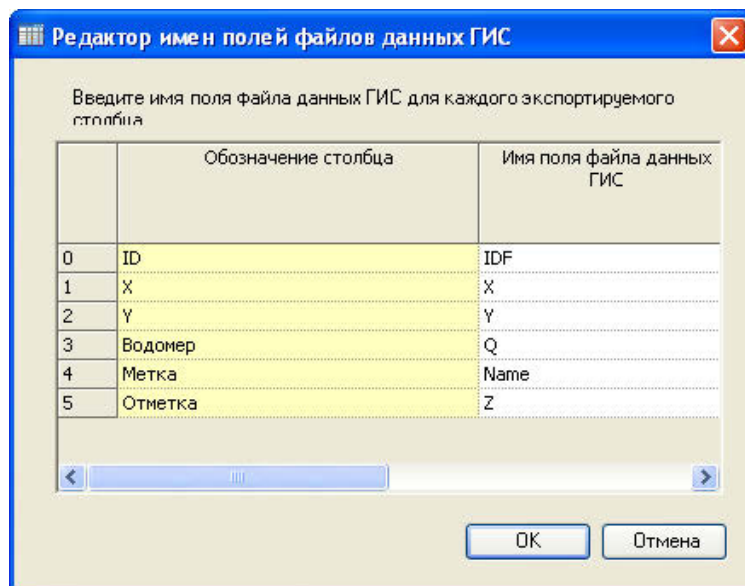 Редактор имен полей файлов данных ГИС
Введите имя поля файла данных ГИС для каждого экспортируемого
столбца
Обозначение столбца Имя поля файла данных
ГИС
0 ID IDF
1 X X
2 Y Y
3 Водомер Q
4 Метка Name
5 Отметка Z
OK Отмена